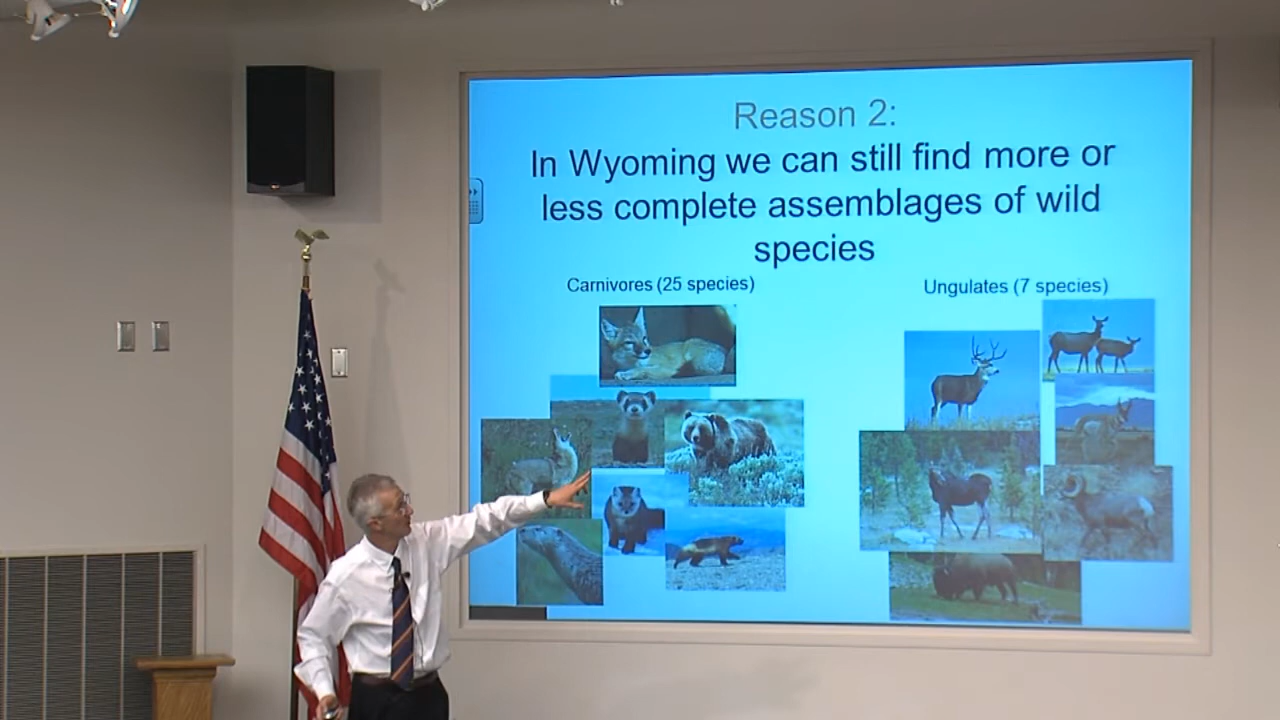 Reason 2:
In Wyoming we can still find more or
less complete assemblages of wild
species
Carnivores (25 species)
Ungulates (7 species)